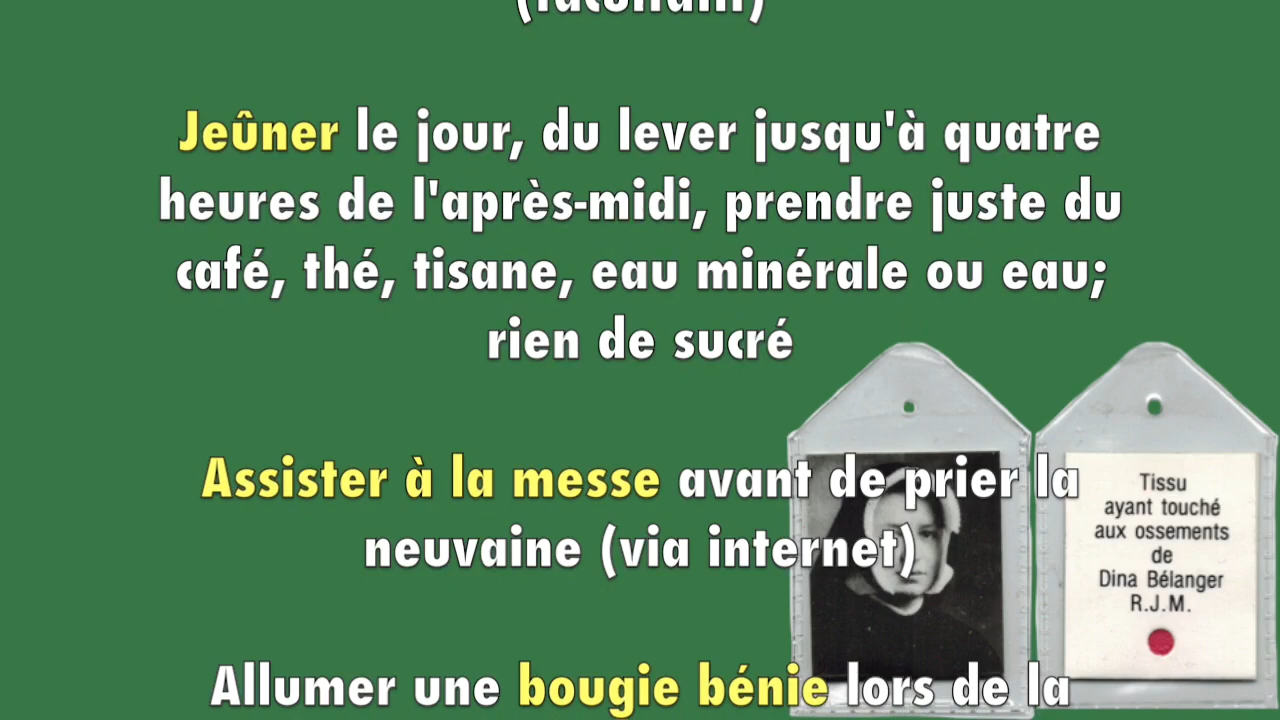 (facultatif)
Jeûner le jour, du lever jusqu'à quatre
heures de l'après-midi, prendre juste du
café, thé, tisane, eau minérale ou eau;
rien de sucré
Assister à la messe avant de prier la
neuvaine (via internet)
Allumer une bougie bénie lors de la
Tissu
ayant touché
aux ossements
de
Dina Bélanger
R.J.M.